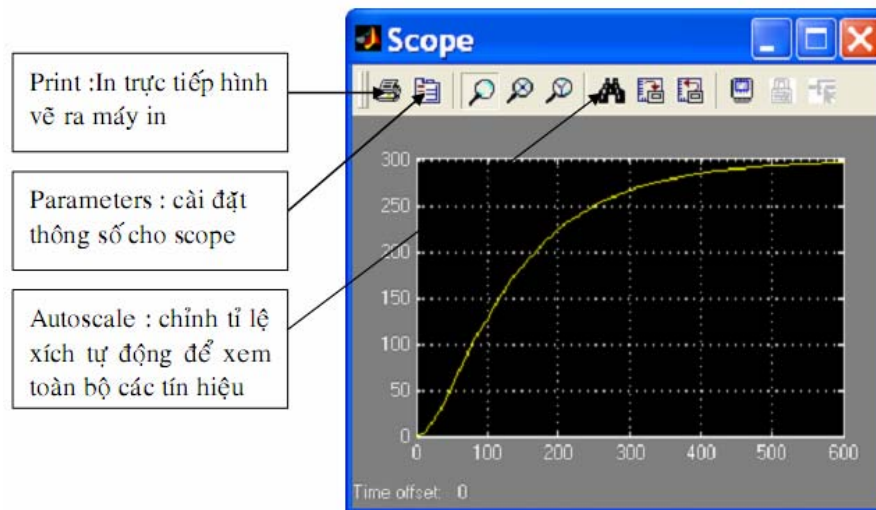 Scope
Print :In trực tiếp hình
vẽ ra máy in
Parameters : cài đặt
thông số cho scope
Autoscale : chỉnh tỉ lệ
xích tự động để xem
toàn bộ các tín hiệu
300
250
200
150
100
50
0
0 100 200 300 400 500 600
Time offset: 0